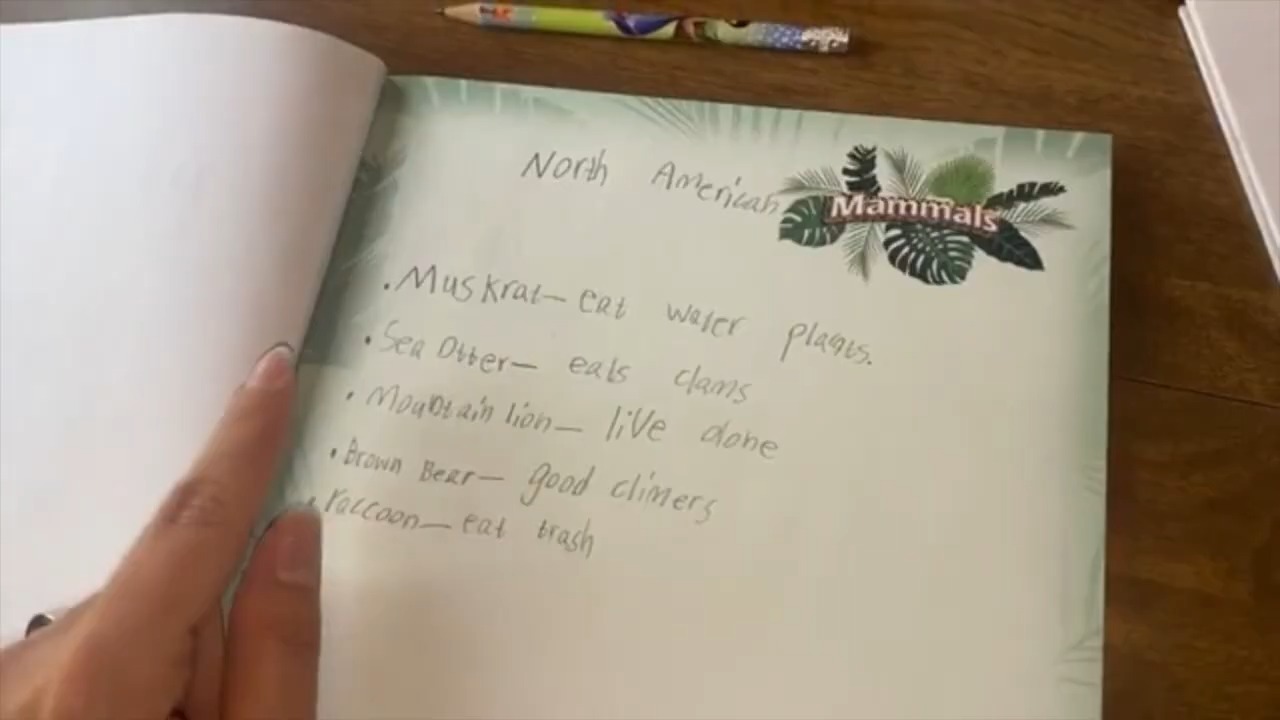 North American Mammals
• Muskrat— eat water plants.
• Sea Otter— eats clams
• Mountain lion— live alone
• Brown Bear— good climers
• raccoon— eat trash